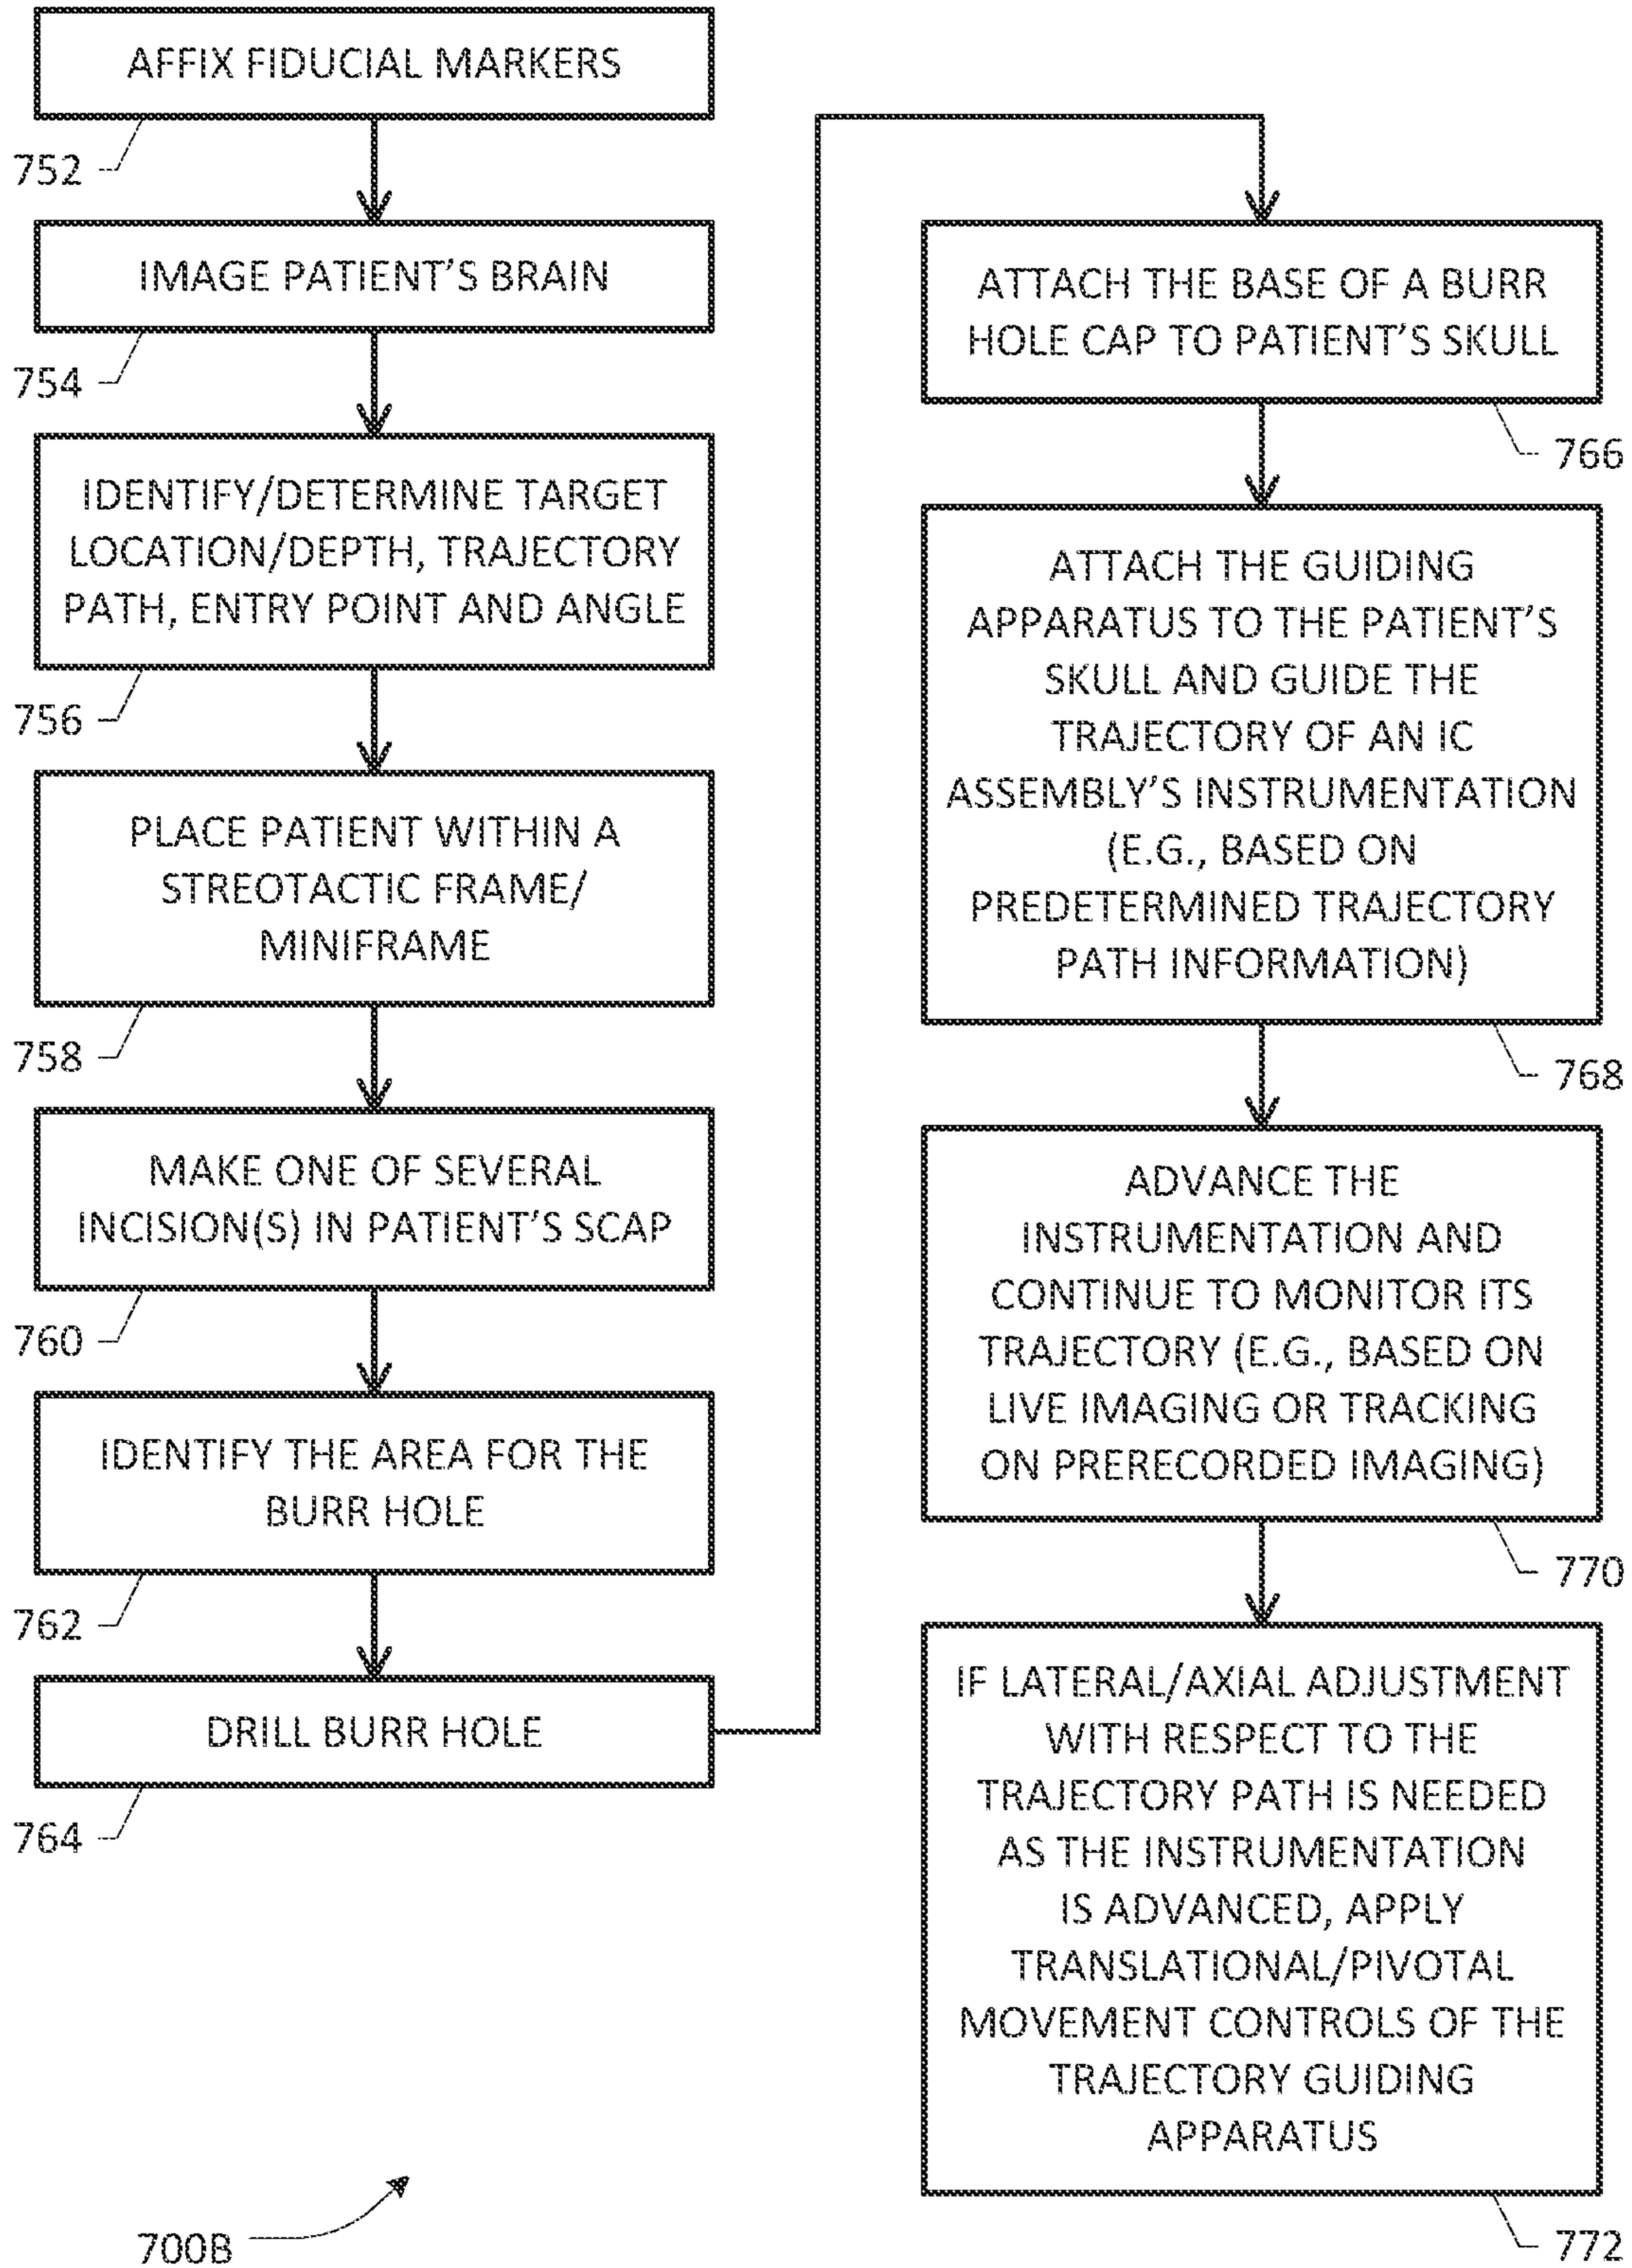 AFFIX FIDUCIAL MARKERS
752
IMAGE PATIENT'S BRAIN
754
IDENTIFY/DETERMINE TARGET
LOCATION/DEPTH, TRAJECTORY
PATH, ENTRY POINT AND ANGLE
756
PLACE PATIENT WITHIN A
STREOTACTIC FRAME/
MINIFRAME
758
MAKE ONE OF SEVERAL
INCISION(S) IN PATIENT'S SCAP
760
IDENTIFY THE AREA FOR THE
BURR HOLE
762
DRILL BURR HOLE
764
ATTACH THE BASE OF A BURR
HOLE CAP TO PATIENT'S SKULL
766
ATTACH THE GUIDING
APPARATUS TO THE PATIENT'S
SKULL AND GUIDE THE
TRAJECTORY OF AN IC
ASSEMBLY'S INSTRUMENTATION
(E.G., BASED ON
PREDETERMINED TRAJECTORY
PATH INFORMATION)
768
ADVANCE THE
INSTRUMENTATION AND
CONTINUE TO MONITOR ITS
TRAJECTORY (E.G., BASED ON
LIVE IMAGING OR TRACKING
ON PRERECORDED IMAGING)
770
IF LATERAL/AXIAL ADJUSTMENT
WITH RESPECT TO THE
TRAJECTORY PATH IS NEEDED
AS THE INSTRUMENTATION
IS ADVANCED, APPLY
TRANSLATIONAL/PIVOTAL
MOVEMENT CONTROLS OF THE
TRAJECTORY GUIDING
APPARATUS
772
700B